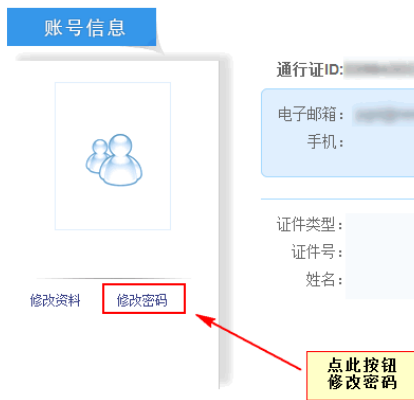 账号信息
通行证ID:
电子邮箱：
手机：
证件类型：
证件号：
姓名：
修改资料
修改密码
点此按钮
修改密码